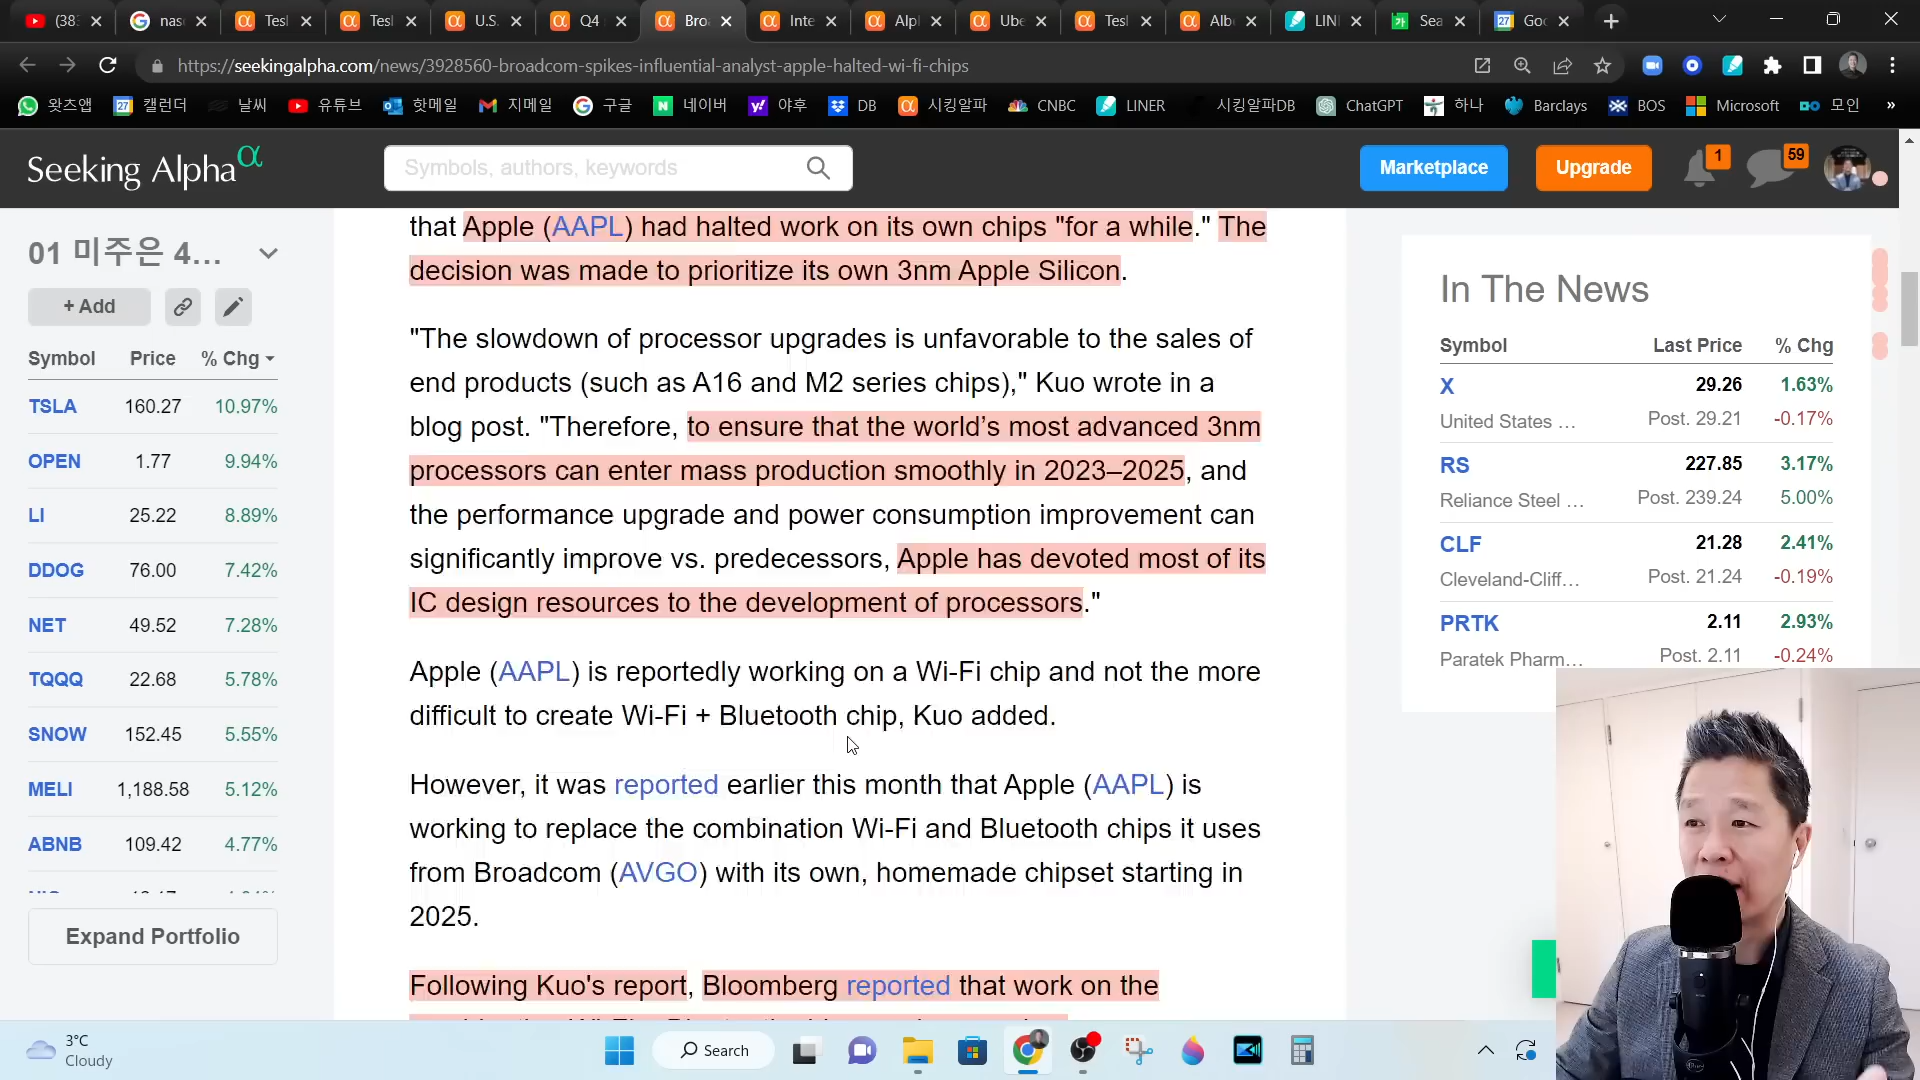 (383
nasd
Tesl
Tesl
U.S.
Q4
Broa
Inte
Alph
Ube
Tesl
Albe
LINE
Sea
Goo
https://seekingalpha.com/news/3928560-broadcom-spikes-influential-analyst-apple-halted-wi-fi-chips
왓츠앱
캘린더
날씨
유튜브
핫메일
지메일
구글
네이버
야후
DB
시킹알파
CNBC
LINER
시킹알파DB
ChatGPT
하나
Barclays
BOS
Microsoft
모인
»
Seeking Alpha α
Symbols, authors, keywords
Marketplace
Upgrade
1
59
01 미주은 4...
+ Add
Symbol Price % Chg
TSLA 160.27 10.97%
OPEN 1.77 9.94%
LI 25.22 8.89%
DDOG 76.00 7.42%
NET 49.52 7.28%
TQQQ 22.68 5.78%
SNOW 152.45 5.55%
MELI 1,188.58 5.12%
ABNB 109.42 4.77%
Expand Portfolio
that Apple (AAPL) had halted work on its own chips "for a while." The
decision was made to prioritize its own 3nm Apple Silicon.
"The slowdown of processor upgrades is unfavorable to the sales of
end products (such as A16 and M2 series chips)," Kuo wrote in a
blog post. "Therefore, to ensure that the world’s most advanced 3nm
processors can enter mass production smoothly in 2023–2025, and
the performance upgrade and power consumption improvement can
significantly improve vs. predecessors, Apple has devoted most of its
IC design resources to the development of processors."
Apple (AAPL) is reportedly working on a Wi-Fi chip and not the more
difficult to create Wi-Fi + Bluetooth chip, Kuo added.
However, it was reported earlier this month that Apple (AAPL) is
working to replace the combination Wi-Fi and Bluetooth chips it uses
from Broadcom (AVGO) with its own, homemade chipset starting in
2025.
Following Kuo's report, Bloomberg reported that work on the
In The News
Symbol Last Price % Chg
X 29.26 1.63%
United States ... Post. 29.21 -0.17%
RS 227.85 3.17%
Reliance Steel ... Post. 239.24 5.00%
CLF 21.28 2.41%
Cleveland-Cliff... Post. 21.24 -0.19%
PRTK 2.11 2.93%
Paratek Pharm... Post. 2.11 -0.24%
3°C
Cloudy
Search